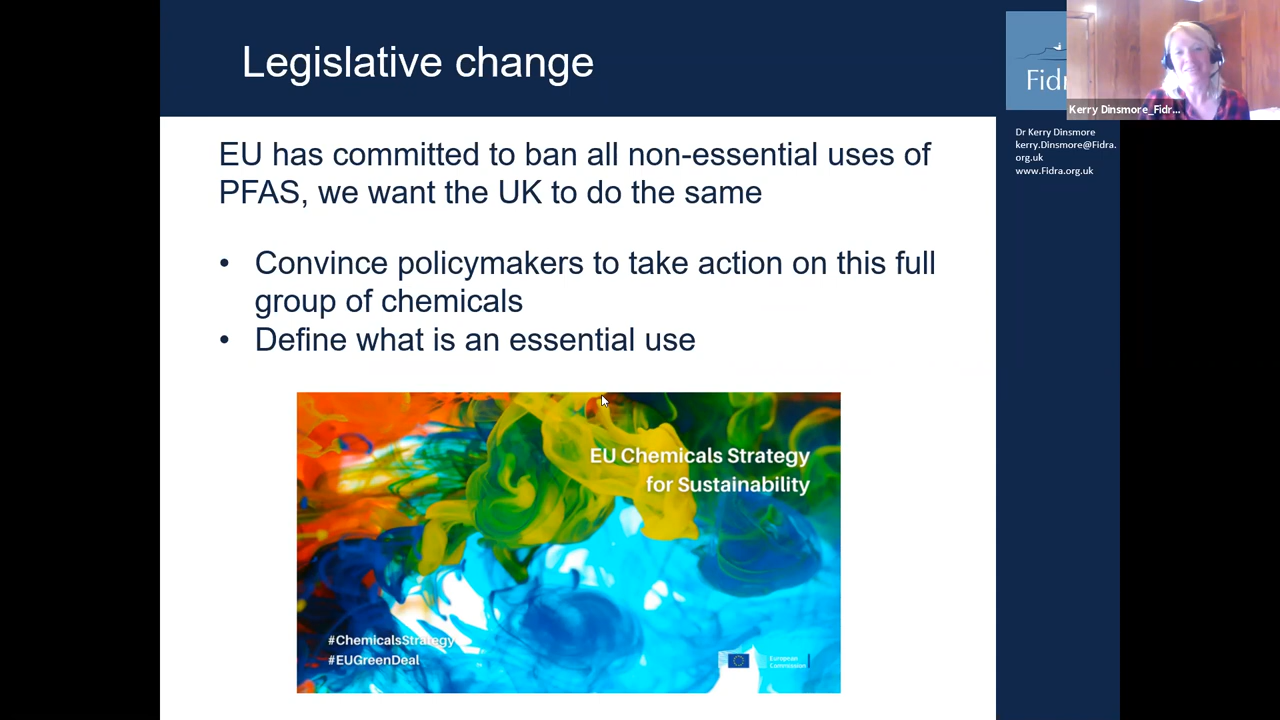 Legislative change
EU has committed to ban all non-essential uses of
PFAS, we want the UK to do the same
• Convince policymakers to take action on this full
group of chemicals
• Define what is an essential use
EU Chemicals Strategy
for Sustainability
#ChemicalsStrategy
#EUGreenDeal
European
Commission
Fid
Kerry Dinsmore_Fidr...
Dr Kerry Dinsmore
kerry.Dinsmore@Fidra.
org.uk
www.Fidra.org.uk